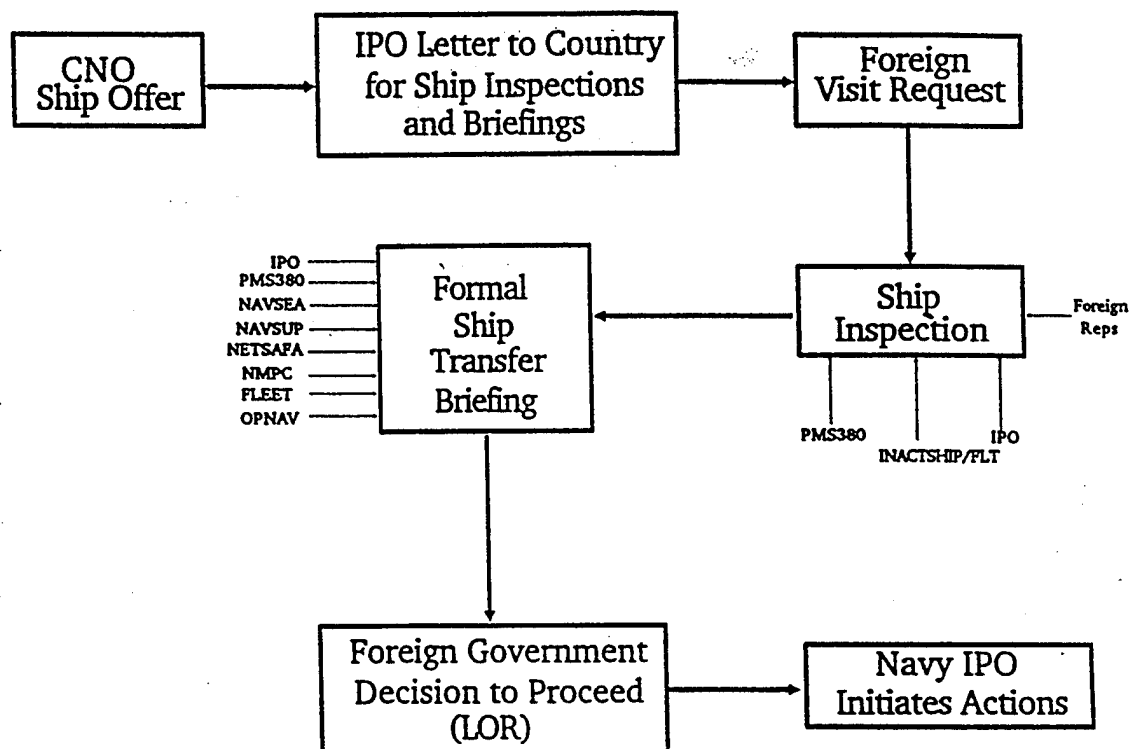 CNO
Ship Offer
IPO Letter to Country
for Ship Inspections
and Briefings
Foreign
Visit Request
IPO
PMS380
NAVSEA
NAVSUP
NETSAFA
NMPC
FLEET
OPNAV
Formal
Ship
Transfer
Briefing
Ship
Inspection
Foreign
Reps
PMS380
INACTSHIP/FLT
IPO
Foreign Government
Decision to Proceed
(LOR)
Navy IPO
Initiates Actions